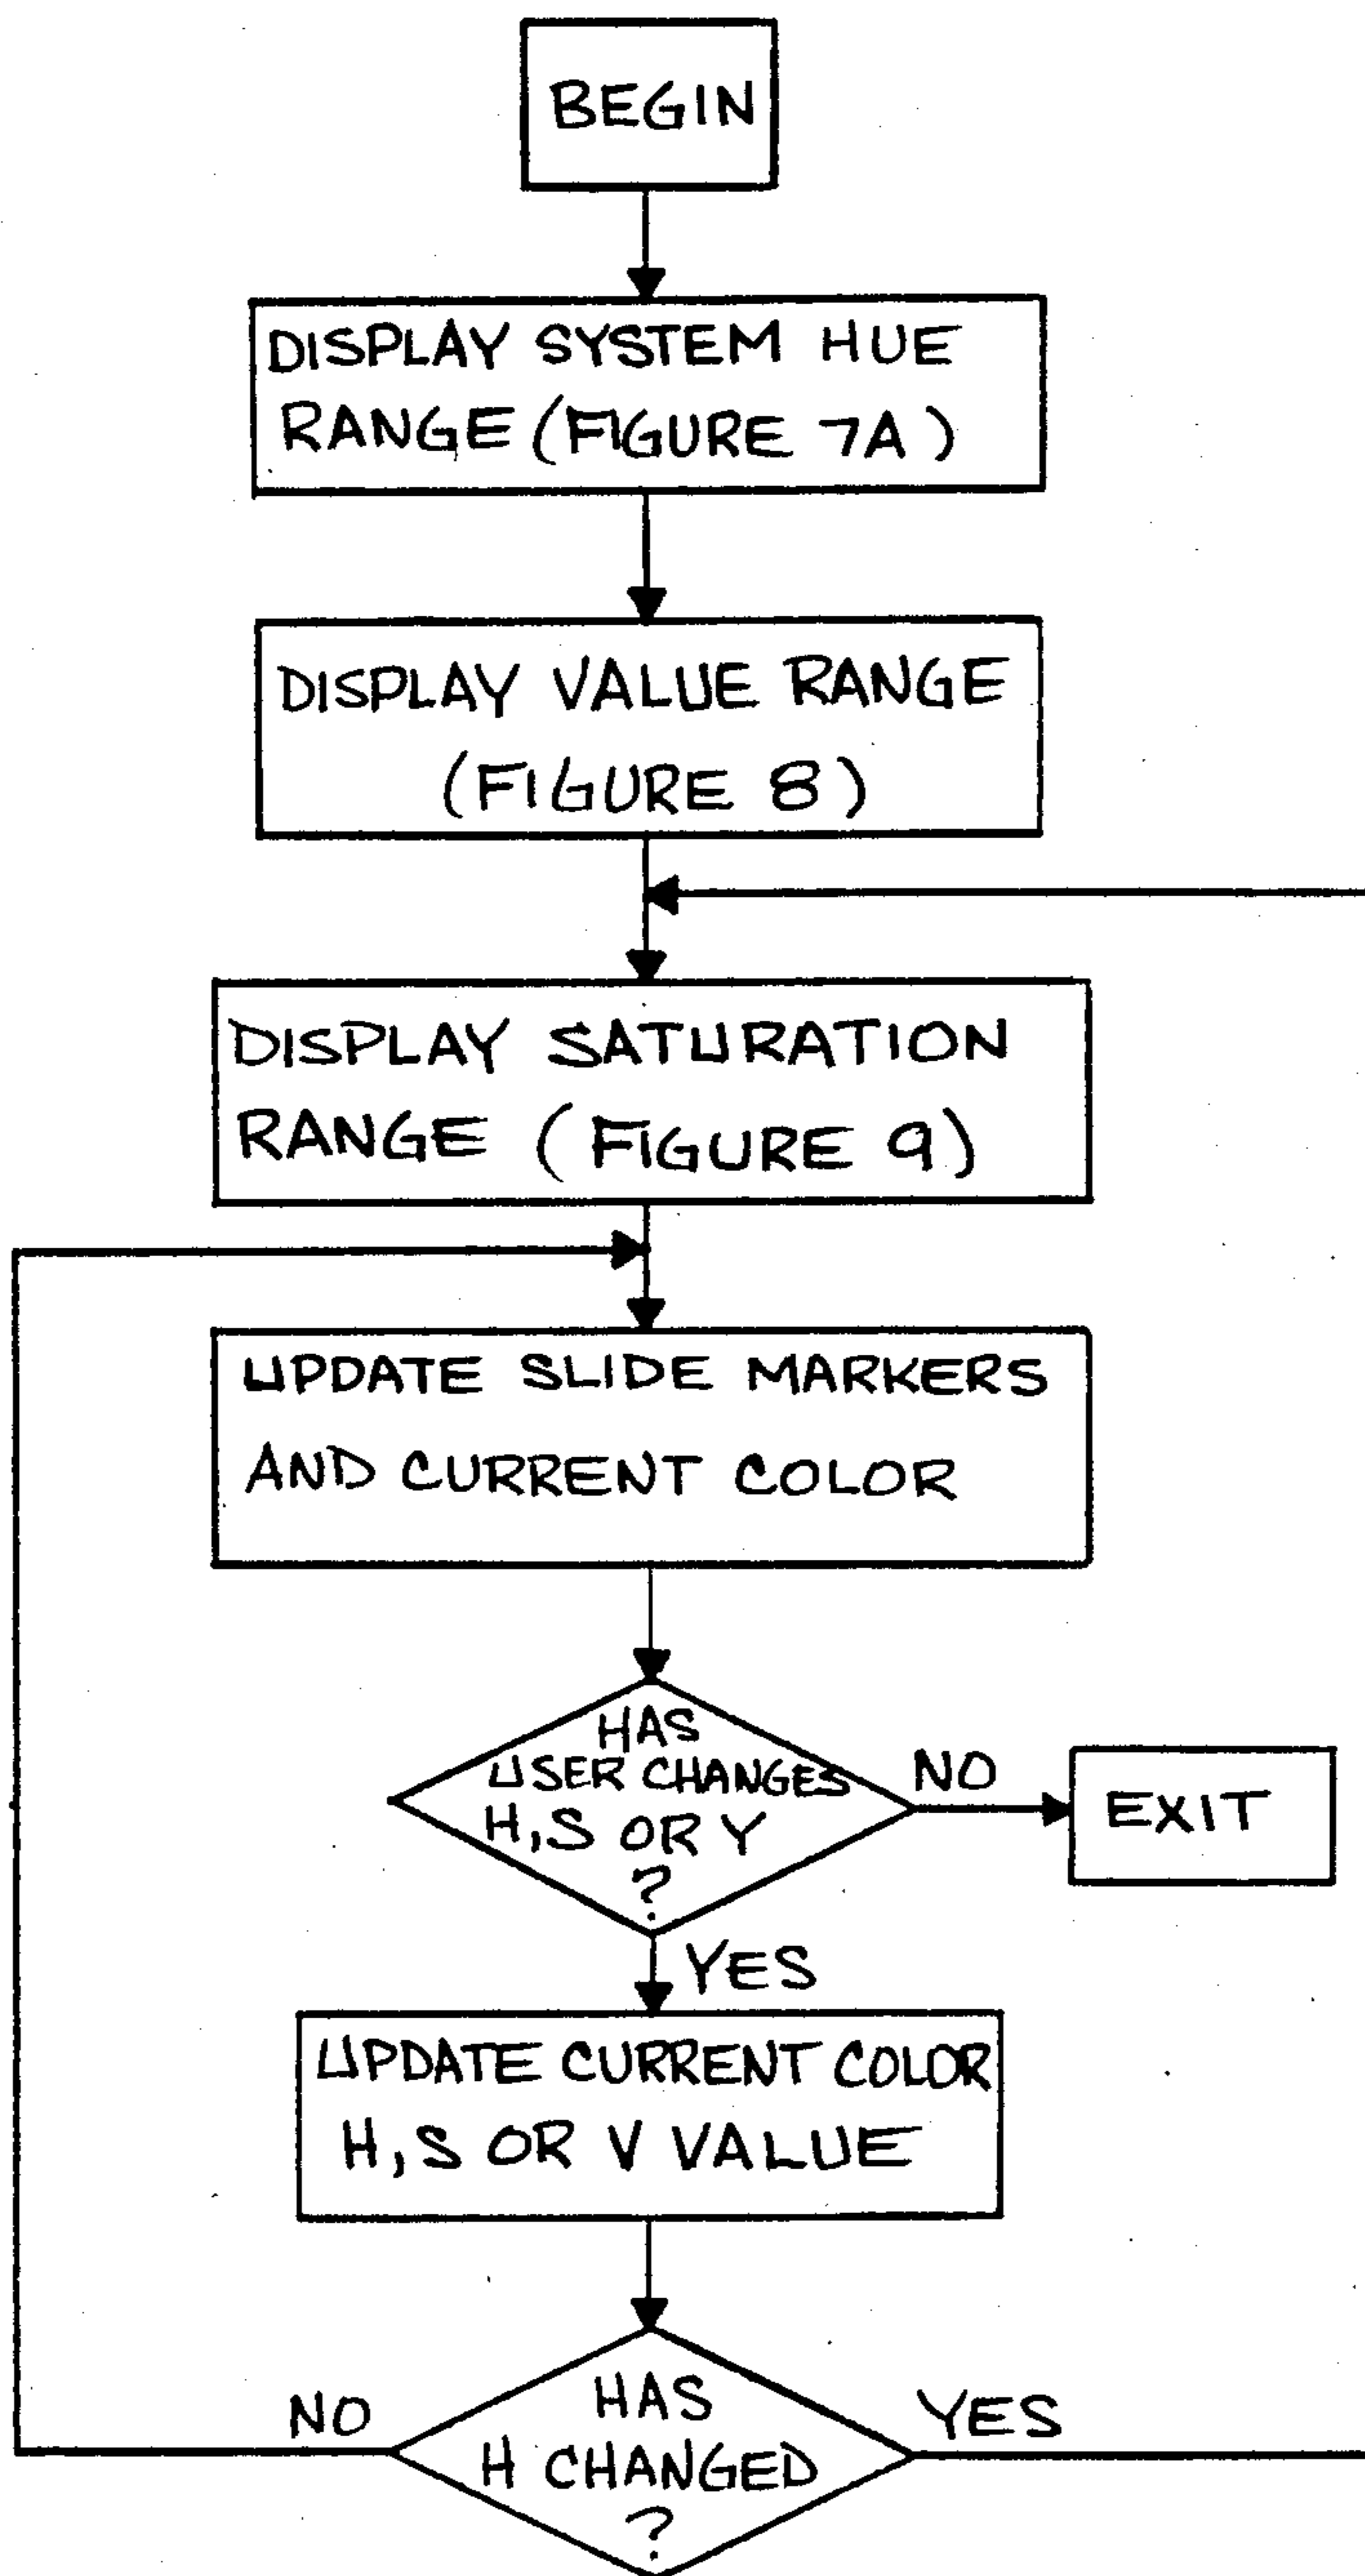 BEGIN
DISPLAY SYSTEM HUE
RANGE (FIGURE 7A)
DISPLAY VALUE RANGE
(FIGURE 8)
DISPLAY SATURATION
RANGE (FIGURE 9)
UPDATE SLIDE MARKERS
AND CURRENT COLOR
HAS
USER CHANGES
H,S OR Y
?
NO
EXIT
YES
UPDATE CURRENT COLOR
H,S OR V VALUE
NO
HAS
H CHANGED
?
YES